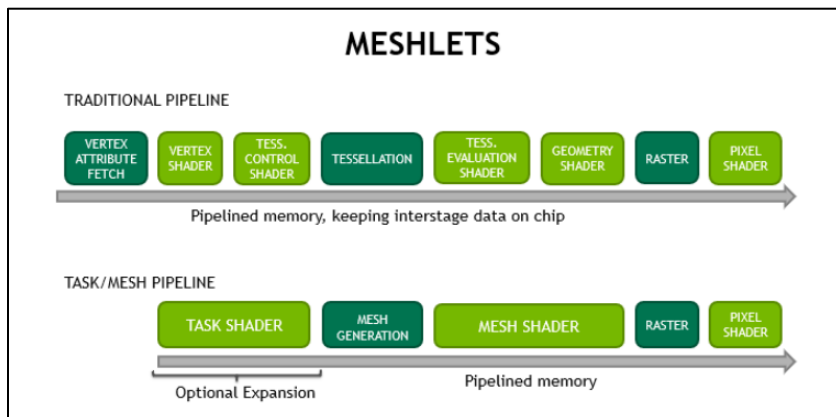 MESHLETS
TRADITIONAL PIPELINE
VERTEX
ATTRIBUTE
FETCH
VERTEX
SHADER
TESS.
CONTROL
SHADER
TESSELLATION
TESS.
EVALUATION
SHADER
GEOMETRY
SHADER
RASTER
PIXEL
SHADER
Pipelined memory, keeping interstage data on chip
TASK/MESH PIPELINE
TASK SHADER
MESH
GENERATION
MESH SHADER
RASTER
PIXEL
SHADER
Optional Expansion
Pipelined memory